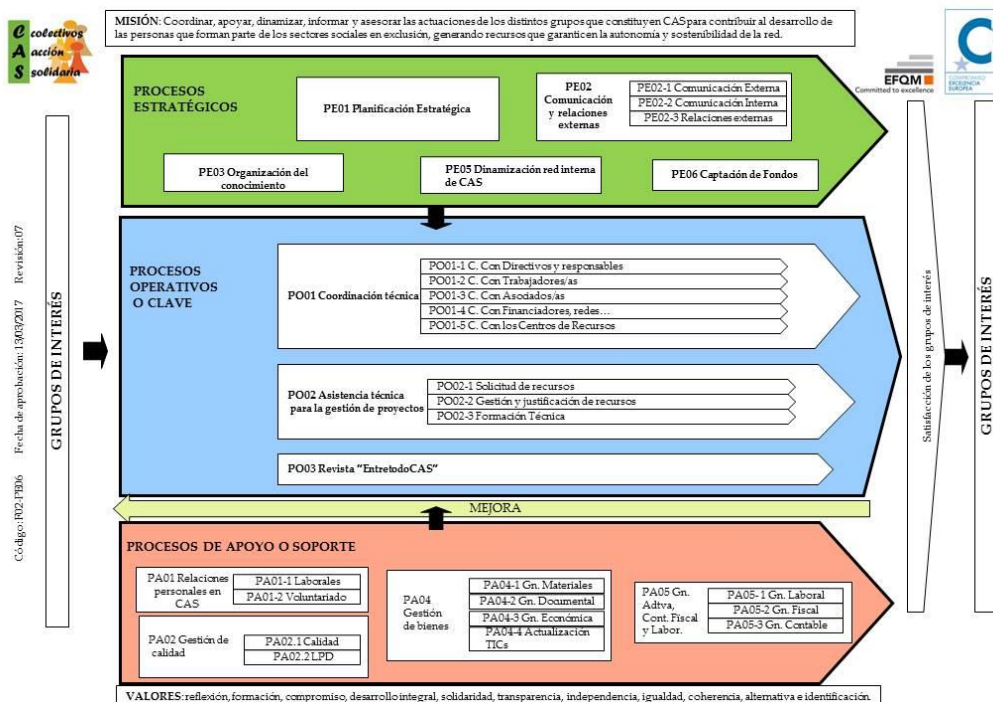 MISIÓN: Coordinar, apoyar, dinamizar, informar y asesorar las actuaciones de los distintos grupos que constituyen CAS para contribuir al desarrollo de
las personas que forman parte de los sectores sociales en exclusión, generando recursos que garanticen la autonomía y sostenibilidad de la red.
C colectivos
A acción
S solidaria
EFQM
Committed to excellence
C
COMPROMISO
EXCELENCIA
EUROPEA
PROCESOS
ESTRATÉGICOS
PE01 Planificación Estratégica
PE02
Comunicación
y relaciones
externas
PE02-1 Comunicación Externa
PE02-2 Comunicación Interna
PE02-3 Relaciones externas
PE03 Organización del
conocimiento
PE05 Dinamización red interna
de CAS
PE06 Captación de Fondos
PROCESOS
OPERATIVOS
O CLAVE
PO01 Coordinación técnica
PO01-1 C. Con Directivos y responsables
PO01-2 C. Con Trabajadores/as
PO01-3 C. Con Asociados/as
PO01-4 C. Con Financiadores, redes…
PO01-5 C. Con los Centros de Recursos
PO02 Asistencia técnica
para la gestión de proyectos
PO02-1 Solicitud de recursos
PO02-2 Gestión y justificación de recursos
PO02-3 Formación Técnica
PO03 Revista "EntretodoCAS"
MEJORA
PROCESOS DE APOYO O SOPORTE
PA01 Relaciones
personales en
CAS
PA01-1 Laborales
PA01-2 Voluntariado
PA02 Gestión de
calidad
PA02.1 Calidad
PA02.2 LPD
PA04
Gestión
de bienes
PA04-1 Gn. Materiales
PA04-2 Gn. Documental
PA04-3 Gn. Económica
PA04-4 Actualización
TICs
PA05 Gn.
Adtva,
Cont. Fiscal
y Labor.
PA05-1 Gn. Laboral
PA05-2 Gn. Fiscal
PA05-3 Gn. Contable
Código: F02-PE06 Fecha de aprobación: 13/03/2017 Revisión: 07
GRUPOS DE INTERÉS
Satisfacción de los grupos de interés
GRUPOS DE INTERÉS
VALORES: reflexión, formación, compromiso, desarrollo integral, solidaridad, transparencia, independencia, igualdad, coherencia, alternativa e identificación.